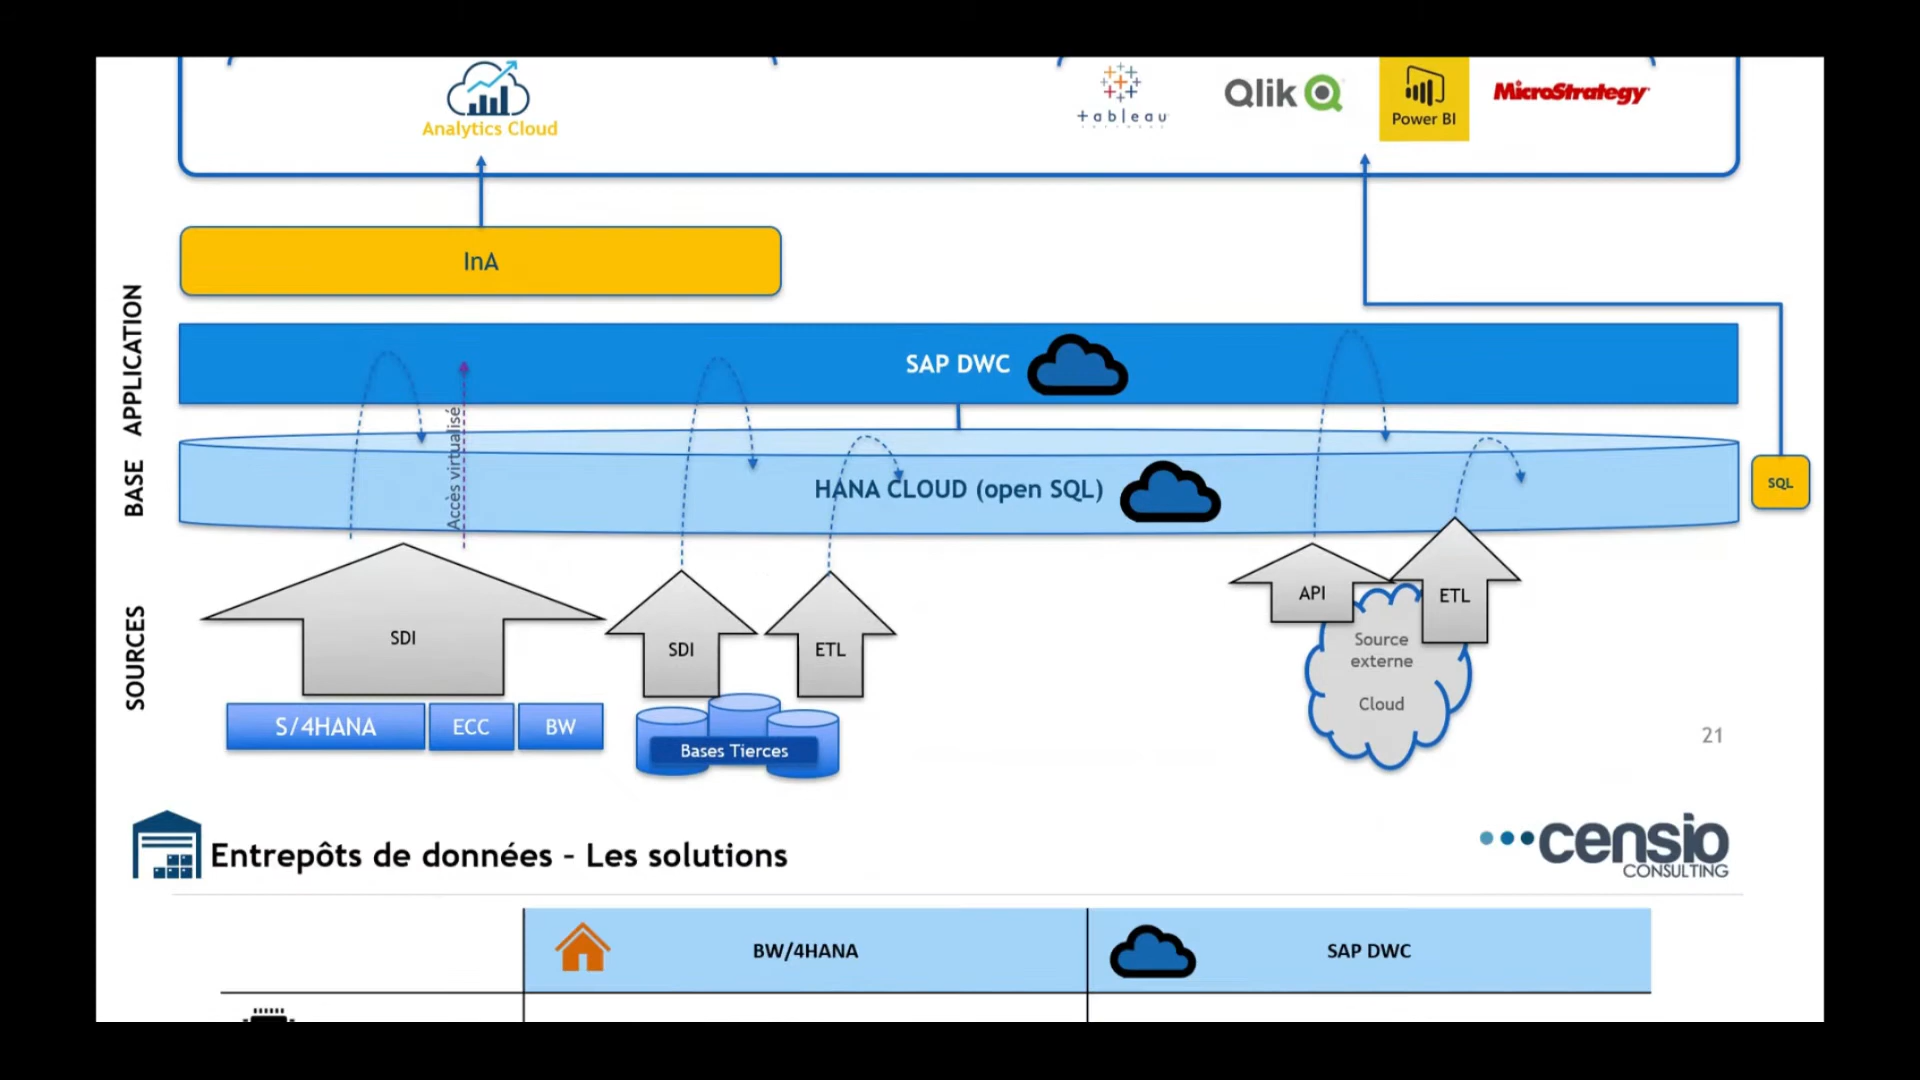 Analytics Cloud
+ableau
Qlik
Power BI
MicroStrategy
InA
APPLICATION
SAP DWC
Accès virtualisé
BASE
HANA CLOUD (open SQL)
SQL
SOURCES
SDI
SDI
ETL
API
ETL
Source
externe
Cloud
S/4HANA
ECC
BW
Bases Tierces
21
Entrepôts de données - Les solutions
censio
CONSULTING
BW/4HANA
SAP DWC